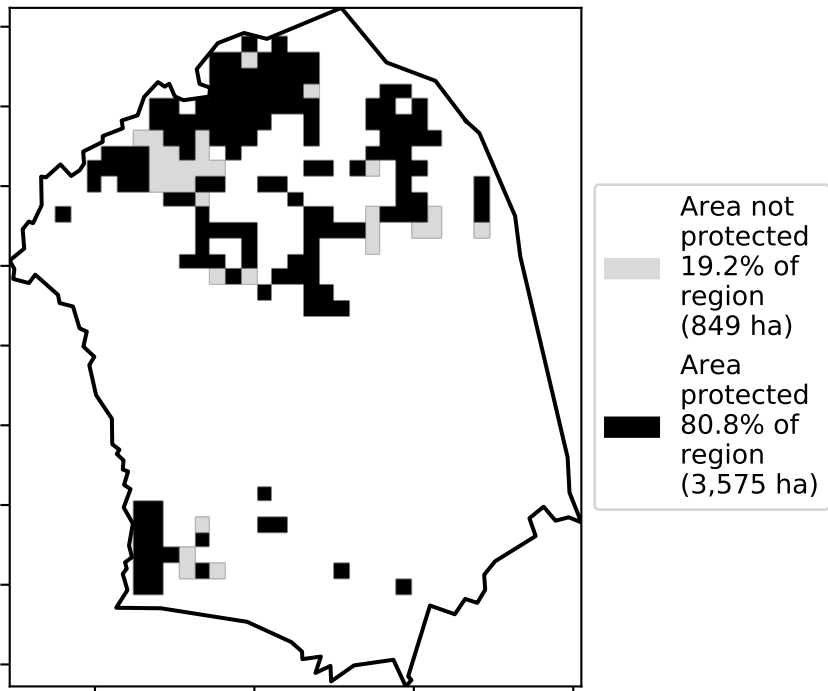 Area not
protected
19.2% of
region
(849 ha)
Area
protected
80.8% of
region
(3,575 ha)